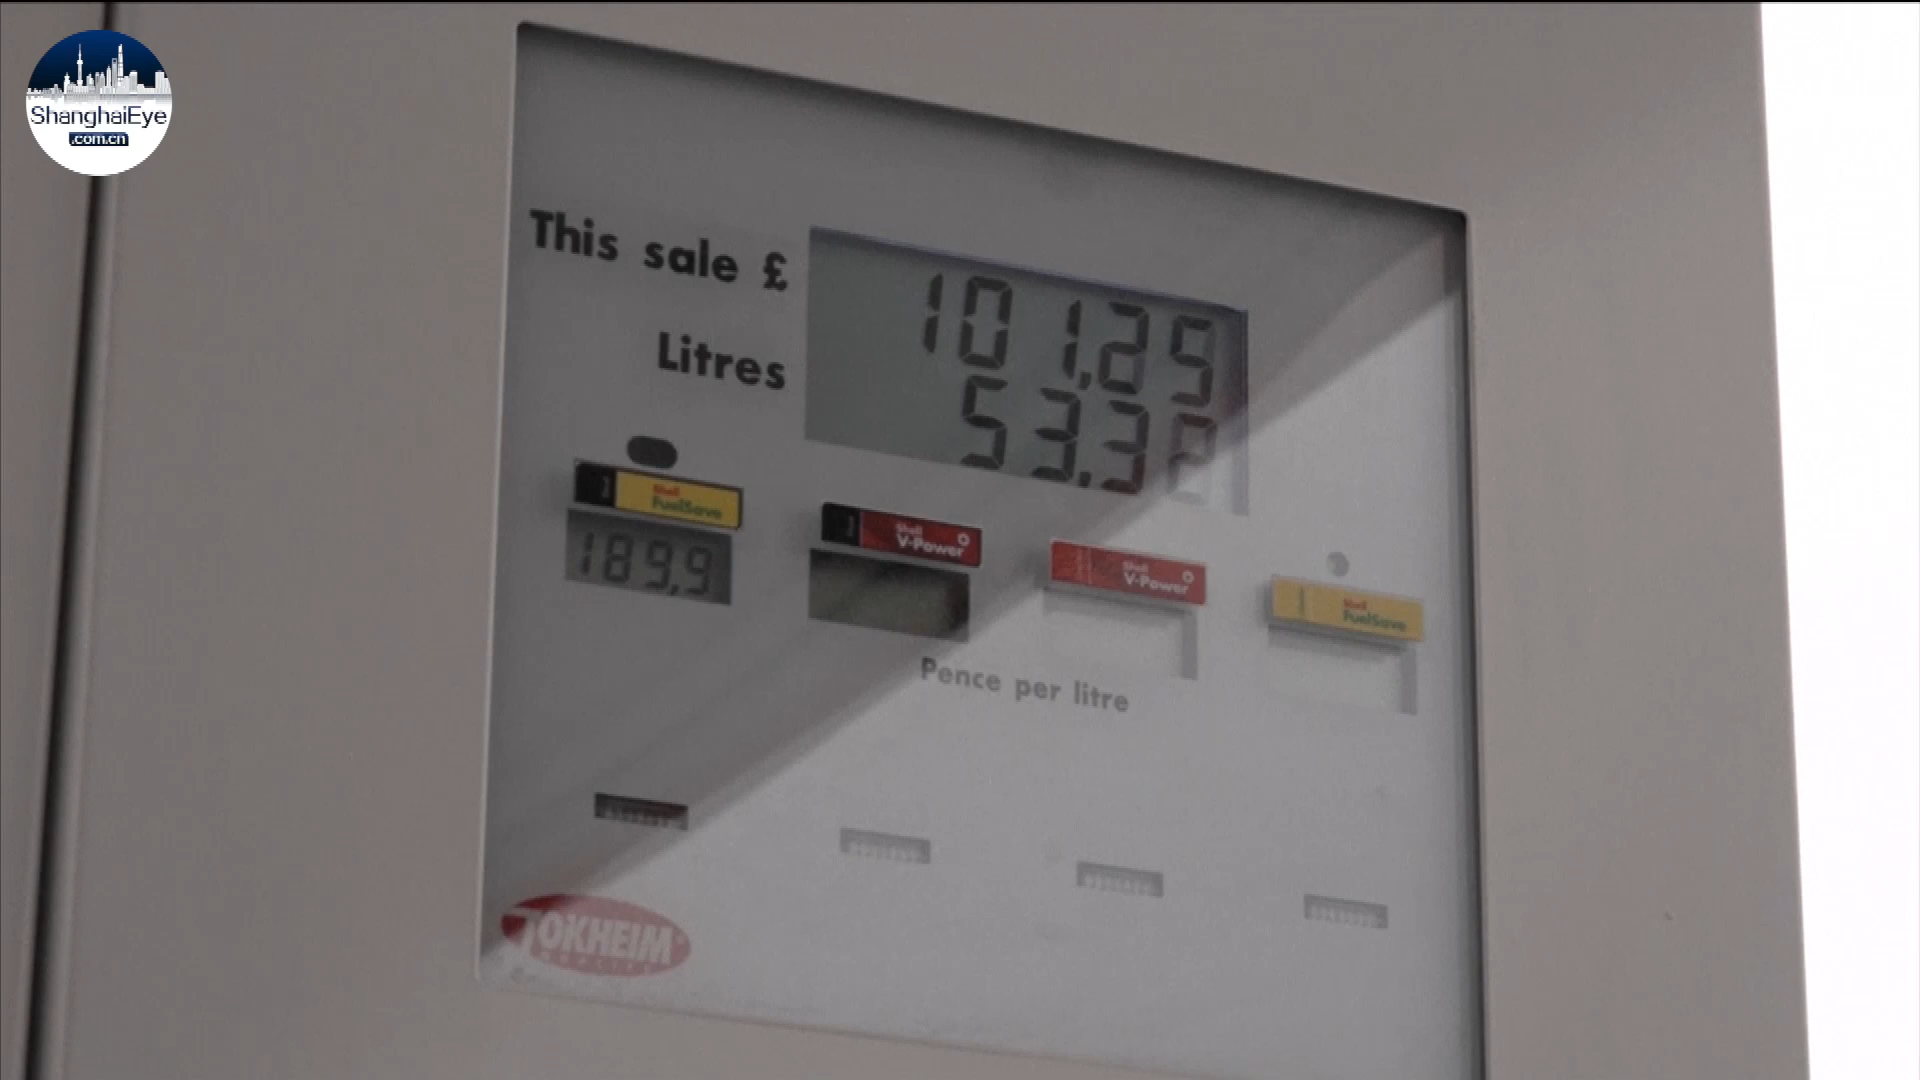 ShanghaiEye
.com.cn
This sale £
101,25
Litres
53,32
Shell
FuelSave
189,9
Shell
V-Power
Shell
V-Power
Shell
FuelSave
Pence per litre
TOKHEIM
QUALITY